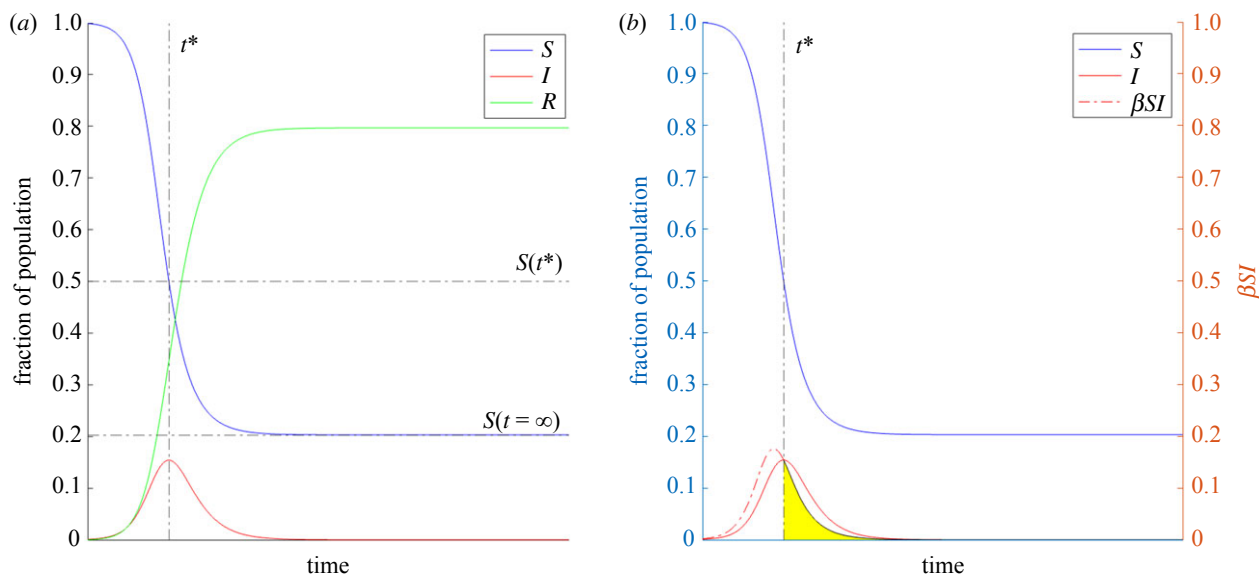 (a)
1.0
0.9
0.8
0.7
0.6
0.5
0.4
0.3
0.2
0.1
0
fraction of population
time
t*
S
I
R
S(t*)
S(t = ∞)
(b)
1.0
0.9
0.8
0.7
0.6
0.5
0.4
0.3
0.2
0.1
0
fraction of population
time
t*
S
I
βSI
1.0
0.9
0.8
0.7
0.6
0.5
0.4
0.3
0.2
0.1
0
βSI